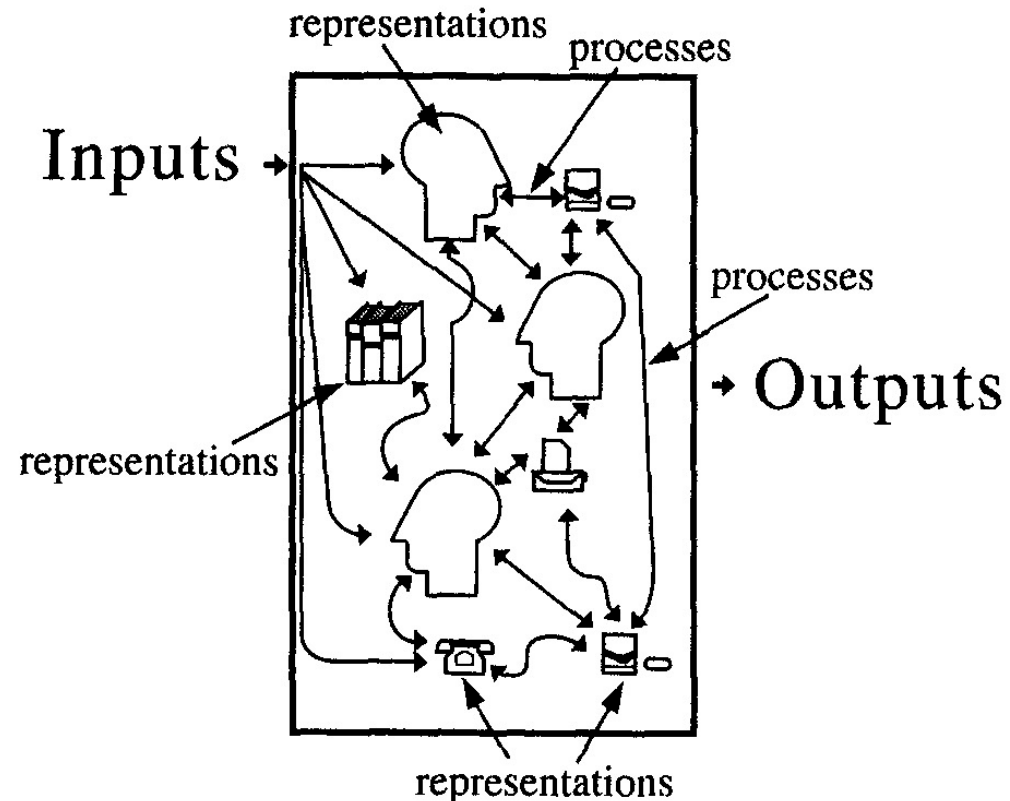 representations
processes
Inputs
processes
Outputs
representations
representations